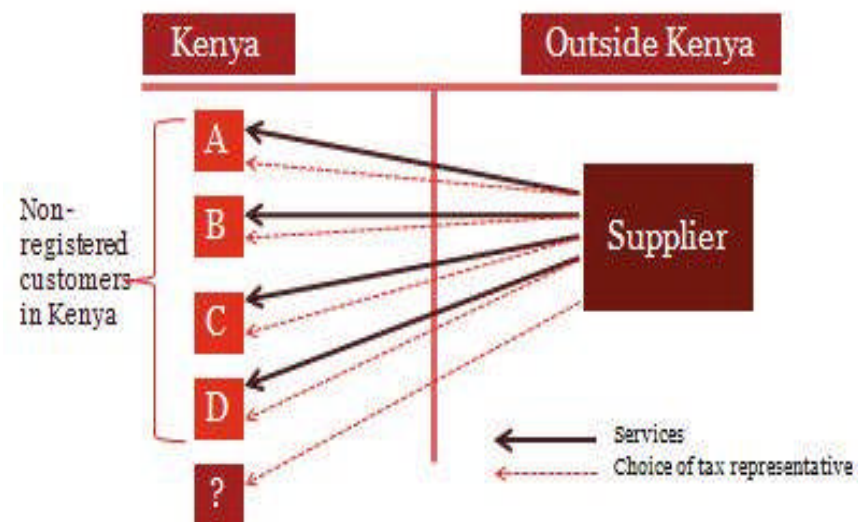 Kenya
Outside Kenya
A
B
C
D
?
Non-
registered
customers
in Kenya
Supplier
Services
Choice of tax representative